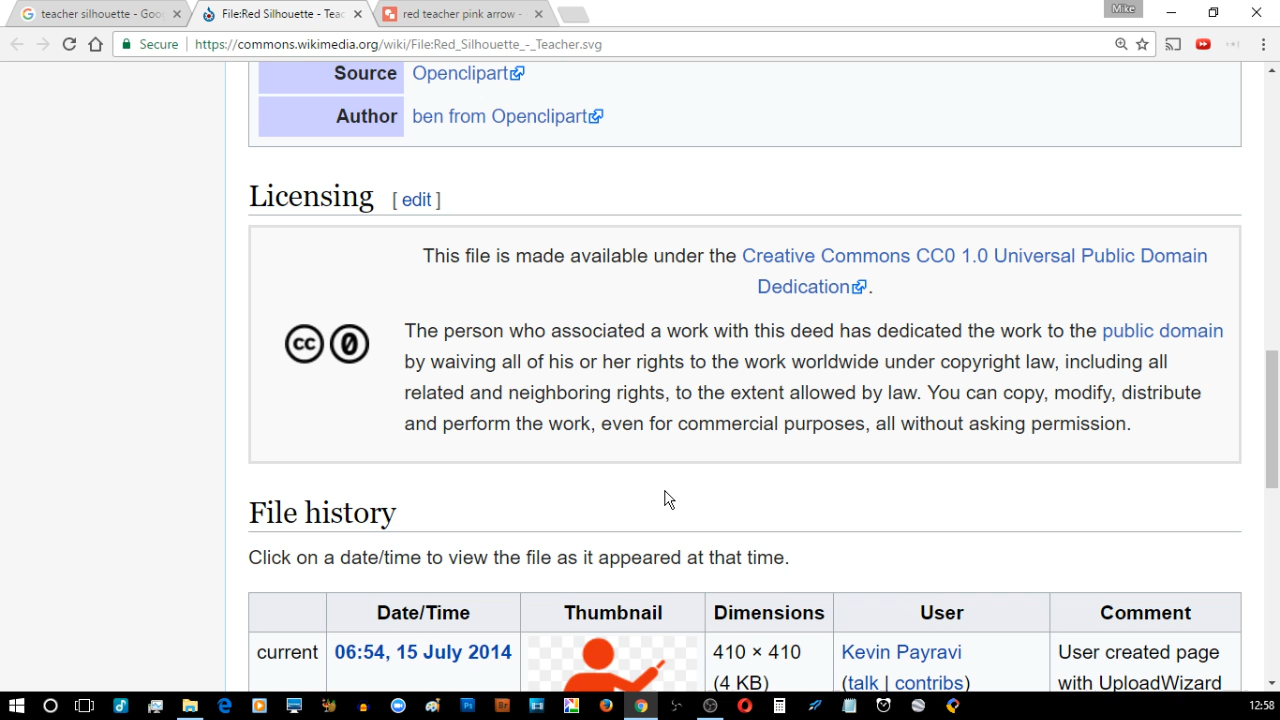 teacher silhouette - Goo
File:Red Silhouette - Teac
red teacher pink arrow -
Mike
Secure
https://commons.wikimedia.org/wiki/File:Red_Silhouette_-_Teacher.svg
Source Openclipart
Author ben from Openclipart
Licensing [ edit ]
This file is made available under the Creative Commons CC0 1.0 Universal Public Domain
Dedication.
cc 0
The person who associated a work with this deed has dedicated the work to the public domain
by waiving all of his or her rights to the work worldwide under copyright law, including all
related and neighboring rights, to the extent allowed by law. You can copy, modify, distribute
and perform the work, even for commercial purposes, all without asking permission.
File history
Click on a date/time to view the file as it appeared at that time.
Date/Time Thumbnail Dimensions User Comment
current 06:54, 15 July 2014 410 × 410 Kevin Payravi User created page
(4 KB) (talk | contribs) with UploadWizard
12:58